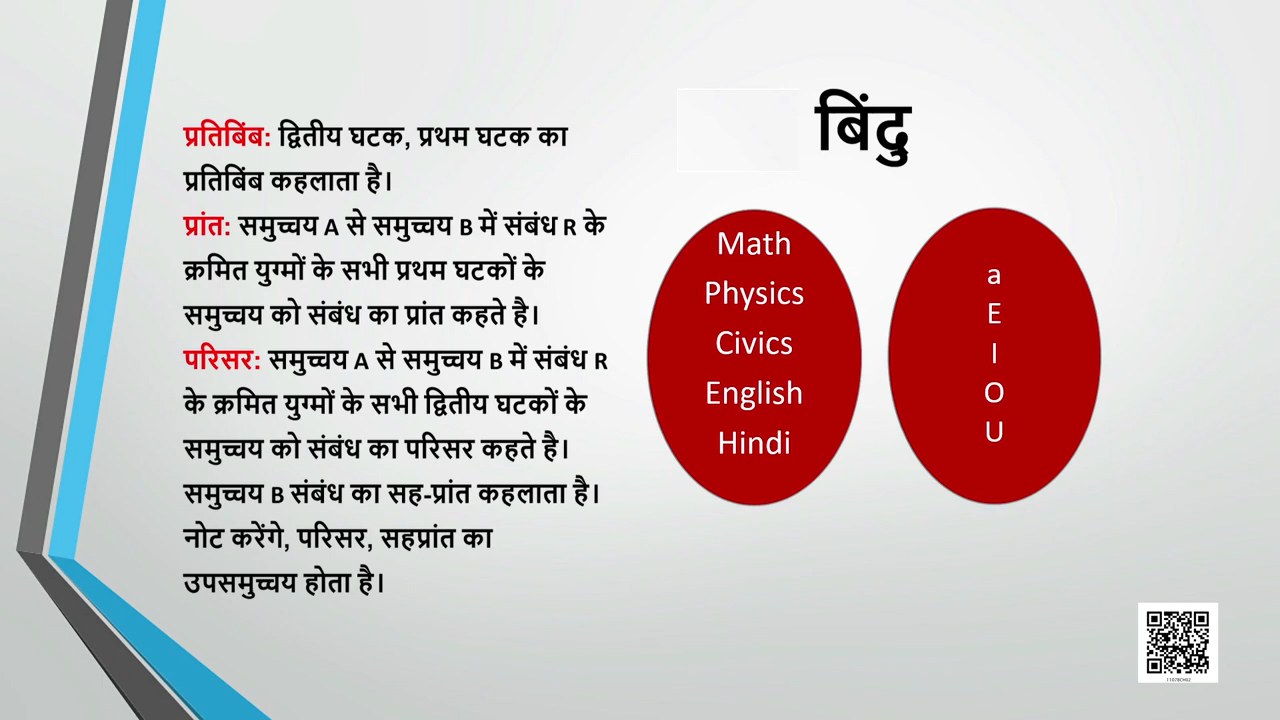 प्रतिबिंब: द्वितीय घटक, प्रथम घटक का
प्रतिबिंब कहलाता है।
प्रांत: समुच्चय A से समुच्चय B में संबंध R के
क्रमित युग्मों के सभी प्रथम घटकों के
समुच्चय को संबंध का प्रांत कहते है।
परिसर: समुच्चय A से समुच्चय B में संबंध R
के क्रमित युग्मों के सभी द्वितीय घटकों के
समुच्चय को संबंध का परिसर कहते है।
समुच्चय B संबंध का सह-प्रांत कहलाता है।
नोट करेंगे, परिसर, सहप्रांत का
उपसमुच्चय होता है।
बिंदु
Math
Physics
Civics
English
Hindi
a
E
I
O
U
11078CH02